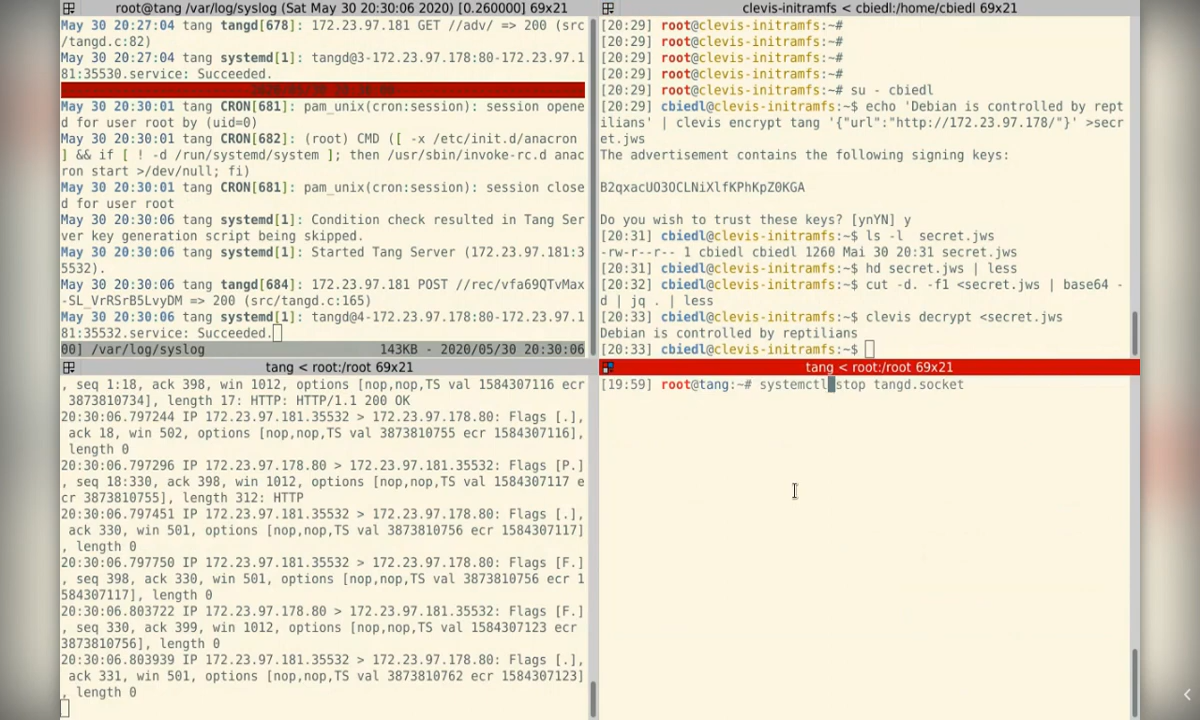 root@tang /var/log/syslog (Sat May 30 20:30:06 2020) [0.260000] 69x21
May 30 20:27:04 tang tangd[678]: 172.23.97.181 GET //adv/ => 200 (src
/tangd.c:82)
May 30 20:27:04 tang systemd[1]: tangd@3-172.23.97.178:80-172.23.97.1
81:35530.service: Succeeded.
2020/05/30 20:30:06
May 30 20:30:01 tang CRON[681]: pam_unix(cron:session): session opene
d for user root by (uid=0)
May 30 20:30:01 tang CRON[682]: (root) CMD ([ -x /etc/init.d/anacron
] && if [ ! -d /run/systemd/system ]; then /usr/sbin/invoke-rc.d anac
ron start >/dev/null; fi)
May 30 20:30:01 tang CRON[681]: pam_unix(cron:session): session close
d for user root
May 30 20:30:06 tang systemd[1]: Condition check resulted in Tang Ser
ver key generation script being skipped.
May 30 20:30:06 tang systemd[1]: Started Tang Server (172.23.97.181:3
5532).
May 30 20:30:06 tang tangd[684]: 172.23.97.181 POST //rec/vfa69QTvMax
-SL_VrRSrB5LvyDM => 200 (src/tangd.c:165)
May 30 20:30:06 tang systemd[1]: tangd@4-172.23.97.178:80-172.23.97.1
81:35532.service: Succeeded.
00] /var/log/syslog 143KB - 2020/05/30 20:30:06
clevis-initramfs < cbiedl:/home/cbiedl 69x21
[20:29] root@clevis-initramfs:~#
[20:29] root@clevis-initramfs:~#
[20:29] root@clevis-initramfs:~#
[20:29] root@clevis-initramfs:~#
[20:29] root@clevis-initramfs:~# su - cbiedl
[20:29] cbiedl@clevis-initramfs:~$ echo 'Debian is controlled by rept
ilians' | clevis encrypt tang '{"url":"http://172.23.97.178/"}' >secr
et.jws
The advertisement contains the following signing keys:
B2qxacUO3OCLNiXlfKPhKpZ0KGA
Do you wish to trust these keys? [ynYN] y
[20:31] cbiedl@clevis-initramfs:~$ ls -l  secret.jws
-rw-r--r-- 1 cbiedl cbiedl 1260 Mai 30 20:31 secret.jws
[20:31] cbiedl@clevis-initramfs:~$ hd secret.jws | less
[20:32] cbiedl@clevis-initramfs:~$ cut -d. -f1 <secret.jws | base64 -
d | jq . | less
[20:33] cbiedl@clevis-initramfs:~$ clevis decrypt <secret.jws
Debian is controlled by reptilians
[20:33] cbiedl@clevis-initramfs:~$
tang < root:/root 69x21
, seq 1:18, ack 398, win 1012, options [nop,nop,TS val 1584307116 ecr
3873810734], length 17: HTTP: HTTP/1.1 200 OK
20:30:06.797244 IP 172.23.97.181.35532 > 172.23.97.178.80: Flags [.],
ack 18, win 502, options [nop,nop,TS val 3873810755 ecr 1584307116],
length 0
20:30:06.797296 IP 172.23.97.178.80 > 172.23.97.181.35532: Flags [P.]
, seq 18:330, ack 398, win 1012, options [nop,nop,TS val 1584307117 e
cr 3873810755], length 312: HTTP
20:30:06.797451 IP 172.23.97.181.35532 > 172.23.97.178.80: Flags [.],
ack 330, win 501, options [nop,nop,TS val 3873810756 ecr 1584307117]
, length 0
20:30:06.797750 IP 172.23.97.181.35532 > 172.23.97.178.80: Flags [F.]
, seq 398, ack 330, win 501, options [nop,nop,TS val 3873810756 ecr 1
584307117], length 0
20:30:06.803722 IP 172.23.97.178.80 > 172.23.97.181.35532: Flags [F.]
, seq 330, ack 399, win 1012, options [nop,nop,TS val 1584307123 ecr
3873810756], length 0
20:30:06.803939 IP 172.23.97.181.35532 > 172.23.97.178.80: Flags [.],
ack 331, win 501, options [nop,nop,TS val 3873810762 ecr 1584307123]
, length 0
tang < root:/root 69x21
[19:59] root@tang:~# systemctl stop tangd.socket